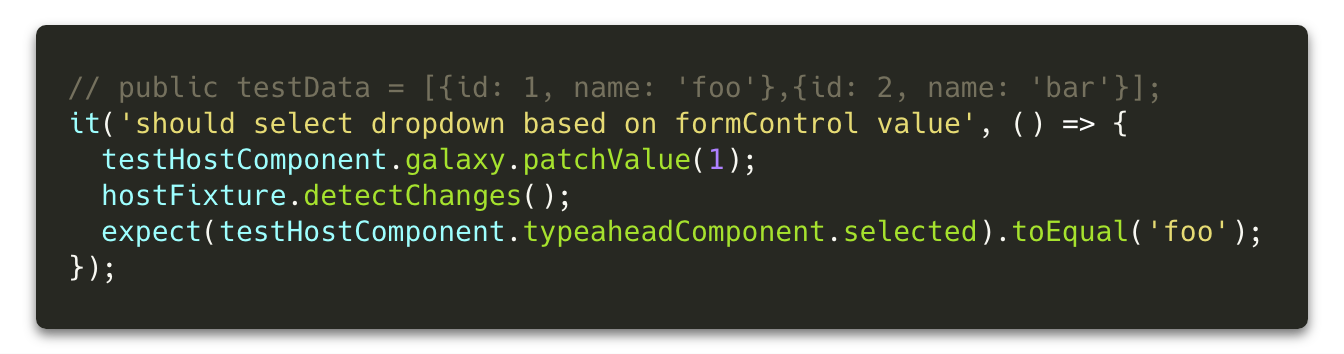 // public testData = [{id: 1, name: 'foo'},{id: 2, name: 'bar'}];
it('should select dropdown based on formControl value', () => {
  testHostComponent.galaxy.patchValue(1);
  hostFixture.detectChanges();
  expect(testHostComponent.typeaheadComponent.selected).toEqual('foo');
});